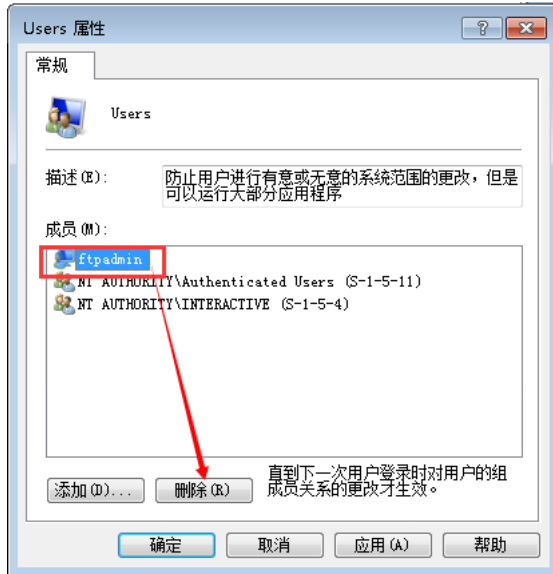 Users 属性
常规
Users
描述(E):
防止用户进行有意或无意的系统范围的更改，但是
可以运行大部分应用程序
成员(M):
ftpadmin
NT AUTHORITY\Authenticated Users (S-1-5-11)
NT AUTHORITY\INTERACTIVE (S-1-5-4)
添加(D)...
删除(R)
直到下一次用户登录时对用户的组
成员关系的更改才生效。
确定
取消
应用(A)
帮助